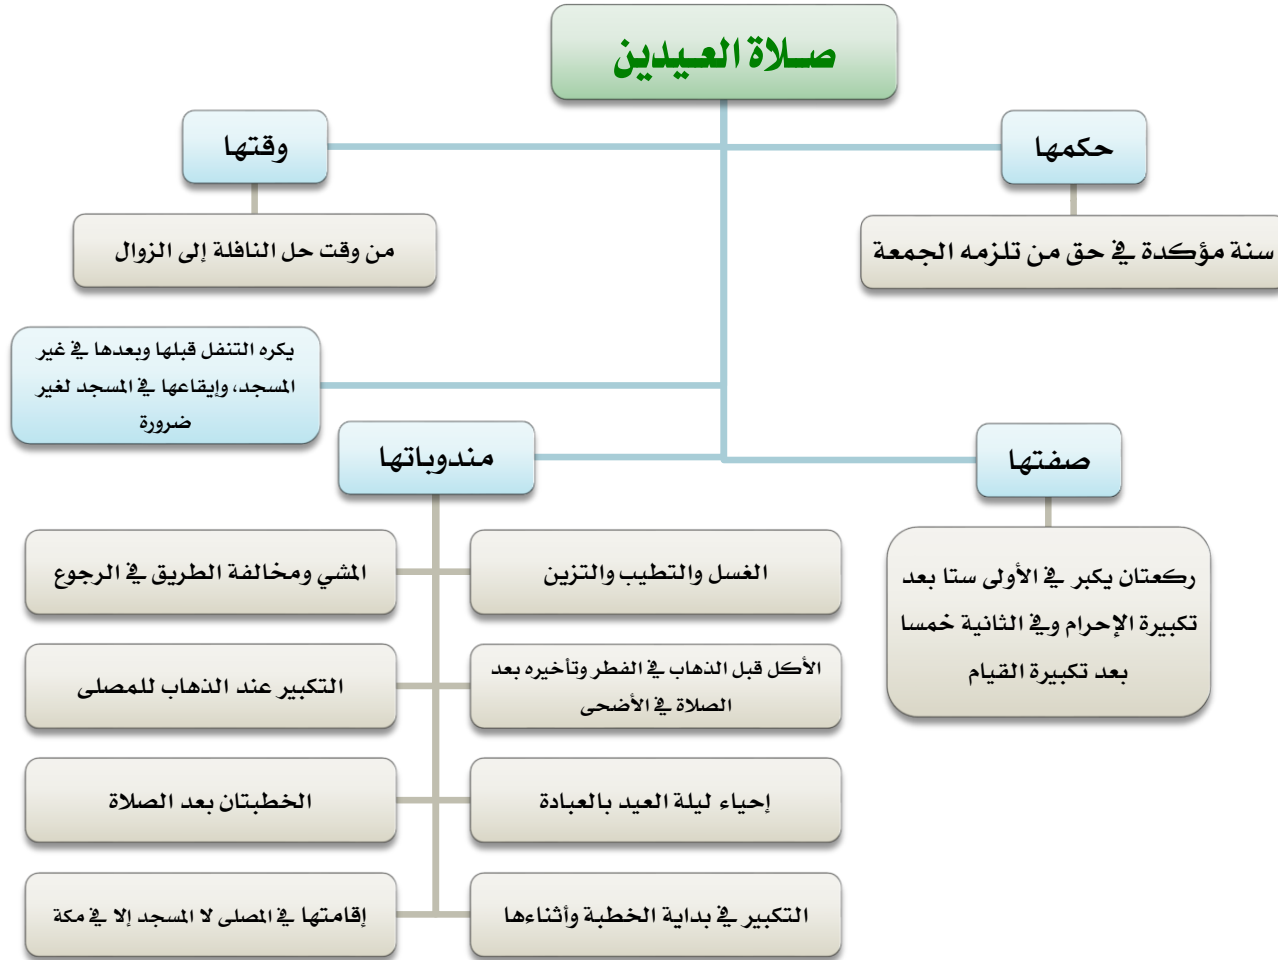 صلاة العيدين
حكمها
وقتها
سنة مؤكدة في حق من تلزمه الجمعة
من وقت حل النافلة إلى الزوال
يكره التنفل قبلها وبعدها في غير
المسجد، وإيقاعها في المسجد لغير
ضرورة
صفتها
مندوباتها
ركعتان يكبر في الأولى ستا بعد
تكبيرة الإحرام وفي الثانية خمسا
بعد تكبيرة القيام
الغسل والتطيب والتزين
المشي ومخالفة الطريق في الرجوع
الأكل قبل الذهاب في الفطر وتأخيره بعد
الصلاة في الأضحى
التكبير عند الذهاب للمصلى
إحياء ليلة العيد بالعبادة
الخطبتان بعد الصلاة
التكبير في بداية الخطبة وأثناءها
إقامتها في المصلى لا المسجد إلا في مكة